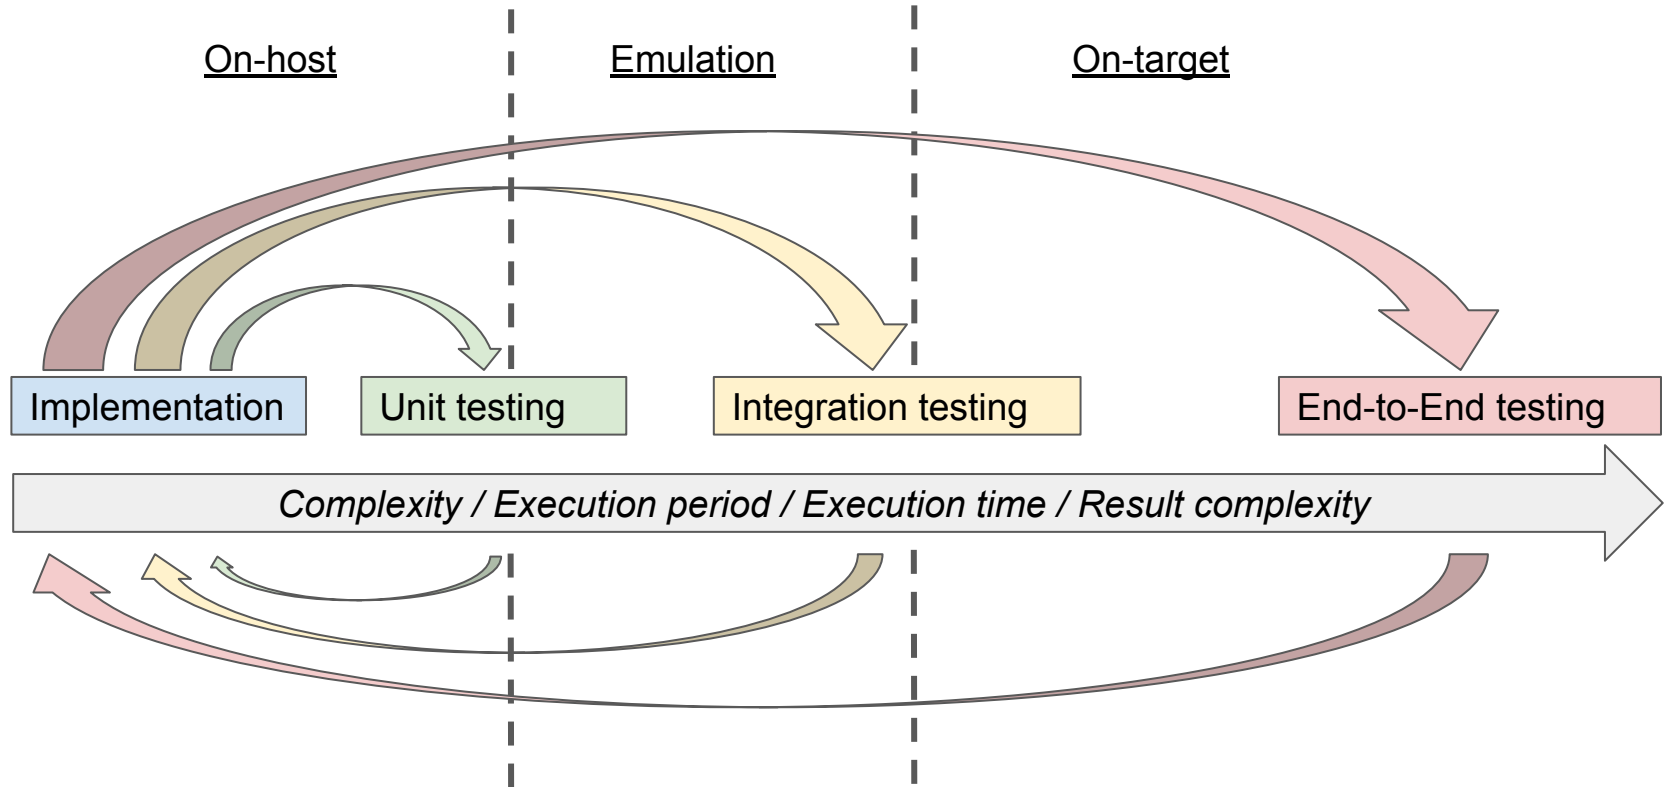 On-host
Emulation
On-target
Implementation
Unit testing
Integration testing
End-to-End testing
Complexity / Execution period / Execution time / Result complexity